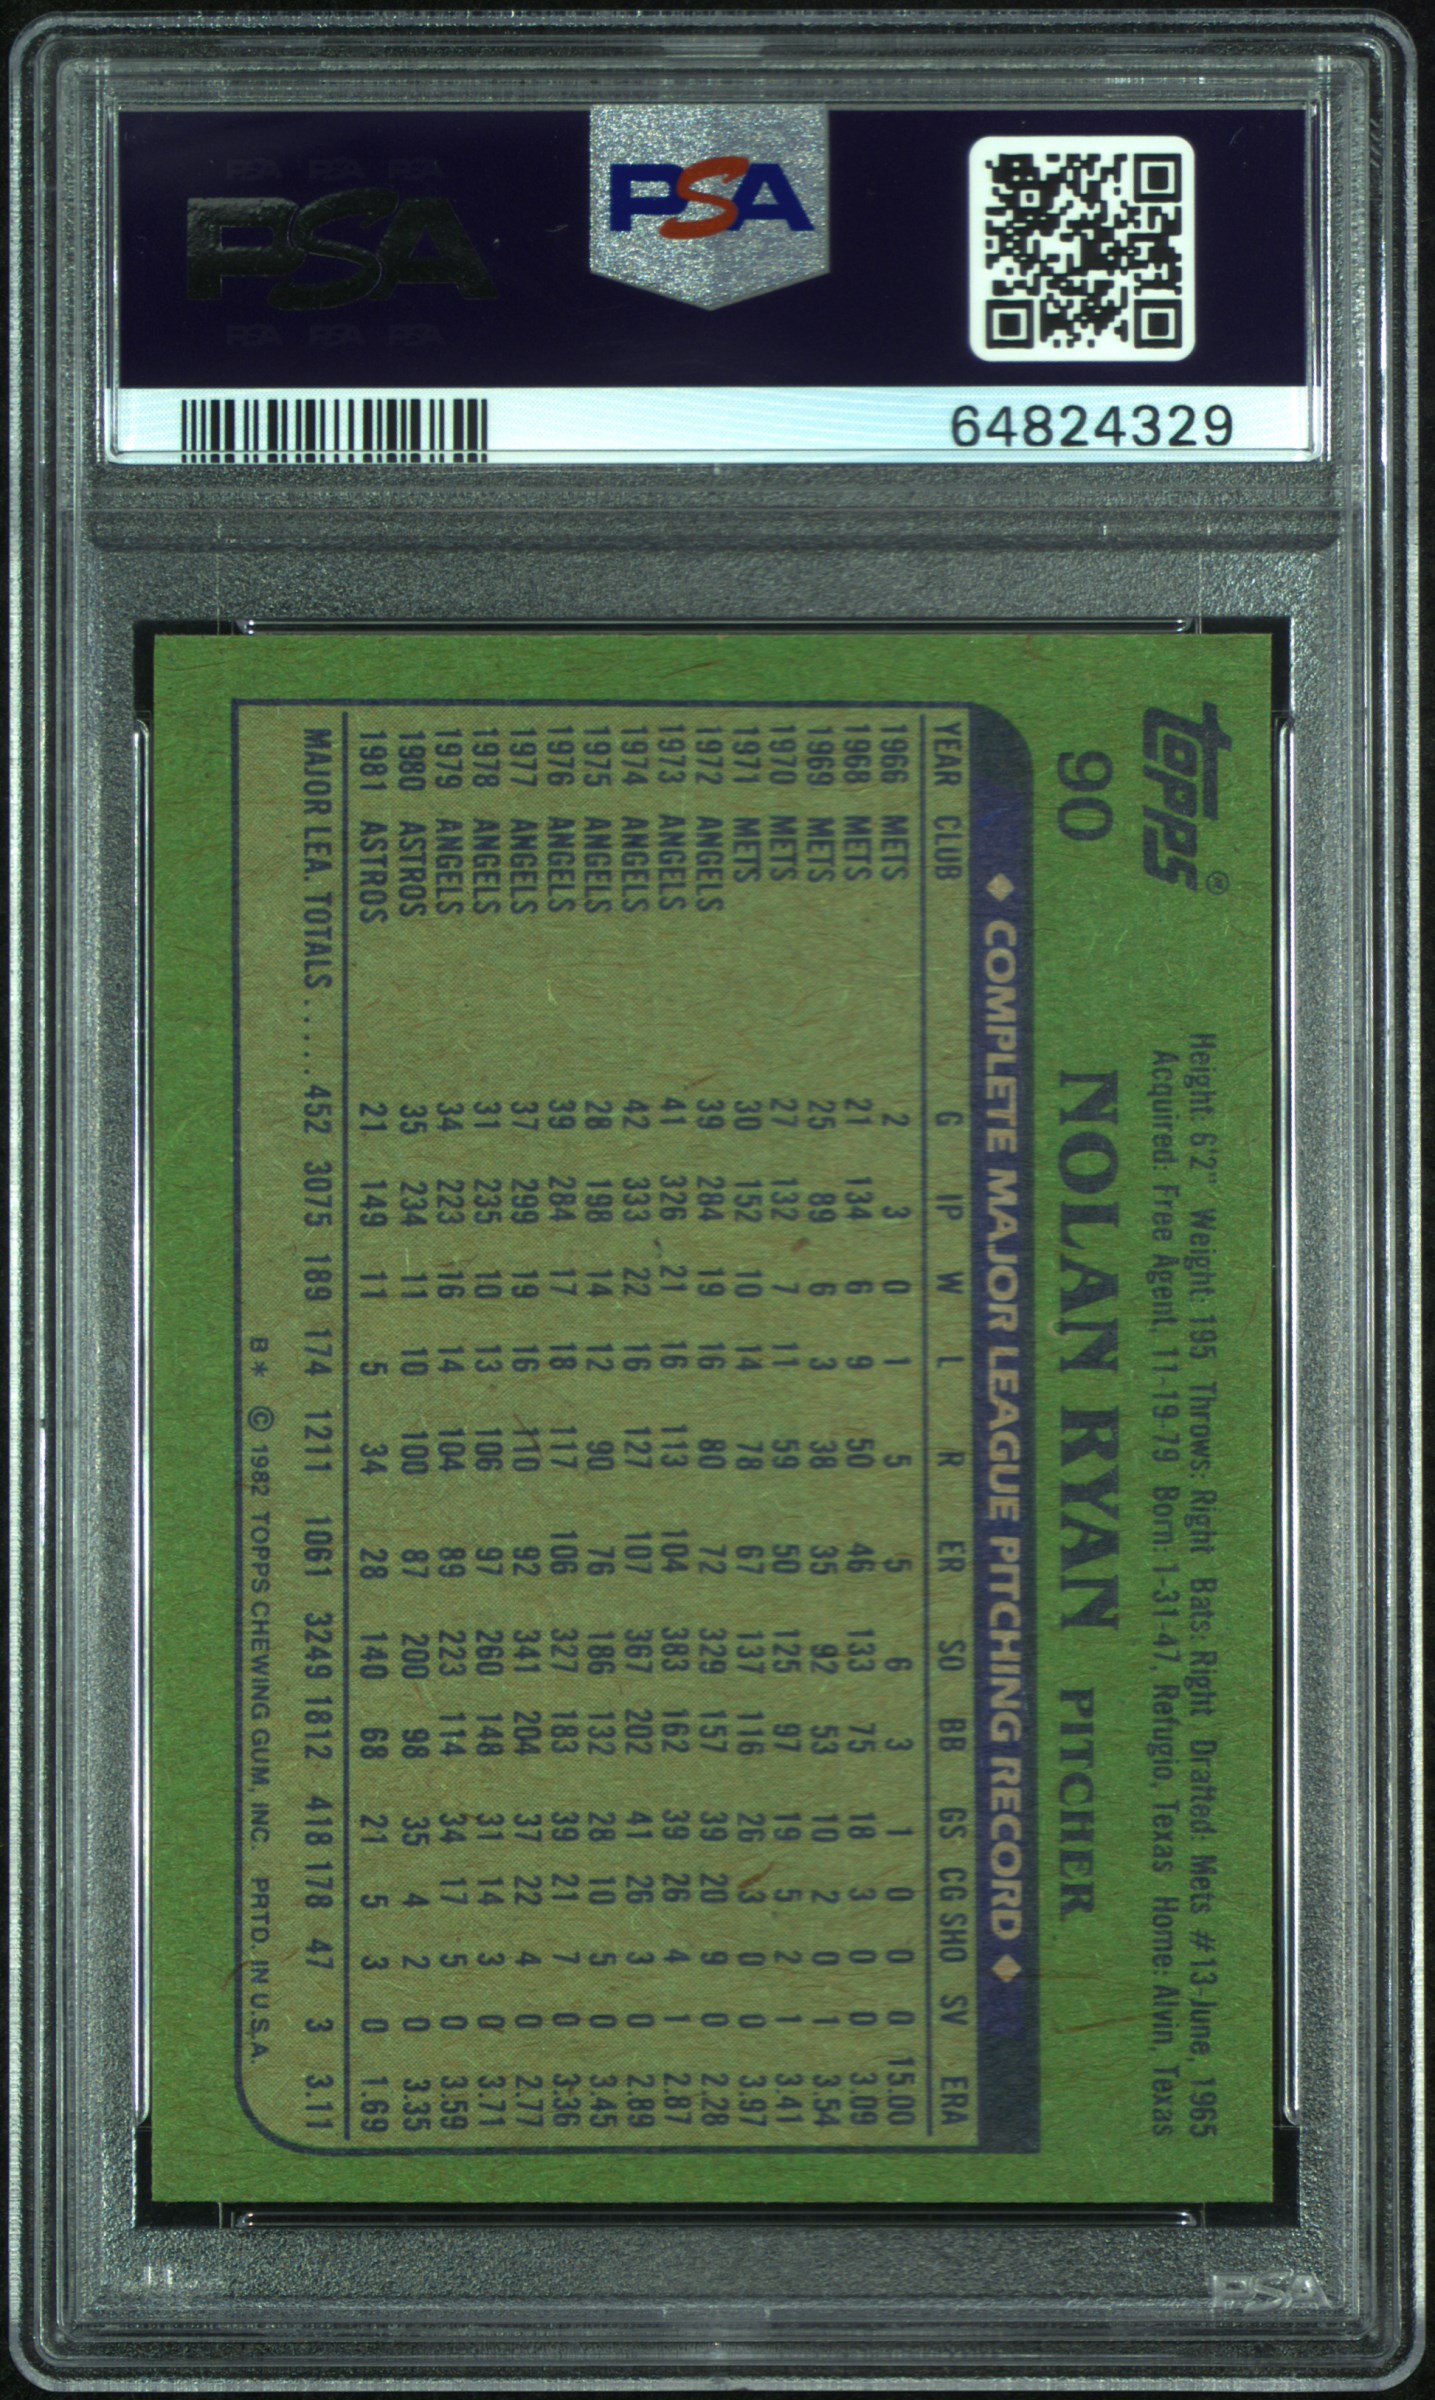 PSA PSA PSA
PSA
PSA PSA PSA
PSA
64824329
Topps®
Height: 6'2" Weight: 195 Throws: Right Bats: Right Drafted: Mets #13-June, 1965
Acquired: Free Agent, 11-19-79 Born: 1-31-47, Refugio, Texas Home: Alvin, Texas
90 NOLAN RYAN PITCHER
◆ COMPLETE MAJOR LEAGUE PITCHING RECORD ◆
YEAR CLUB G IP W L R ER SO BB GS CG SHO SV ERA
1966 METS 2 3 0 1 5 5 6 3 1 0 0 0 15.00
1968 METS 21 134 6 9 50 46 133 75 18 3 0 0 3.09
1969 METS 25 89 6 3 38 35 92 53 10 2 0 1 3.54
1970 METS 27 132 7 11 59 50 125 97 19 5 2 1 3.41
1971 METS 30 152 10 14 78 67 137 116 26 3 0 0 3.97
1972 ANGELS 39 284 19 16 80 72 329 157 39 20 9 0 2.28
1973 ANGELS 41 326 21 16 113 104 383 162 39 26 4 1 2.87
1974 ANGELS 42 333 22 16 127 107 367 202 41 26 3 0 2.89
1975 ANGELS 28 198 14 12 90 76 186 132 28 10 5 0 3.45
1976 ANGELS 39 284 17 18 117 106 327 183 39 21 7 0 3.36
1977 ANGELS 37 299 19 16 110 92 341 204 37 22 4 0 2.77
1978 ANGELS 31 235 10 13 106 97 260 148 31 14 3 0 3.71
1979 ANGELS 34 223 16 14 104 89 223 114 34 17 5 0 3.59
1980 ASTROS 35 234 11 10 100 87 200 98 35 4 2 0 3.35
1981 ASTROS 21 149 11 5 34 28 140 68 21 5 3 0 1.69
MAJOR LEA. TOTALS..... 452 3075 189 174 1211 1061 3249 1812 418 178 47 3 3.11
B* © 1982 TOPPS CHEWING GUM, INC. PRTD. IN U.S.A.
PSA